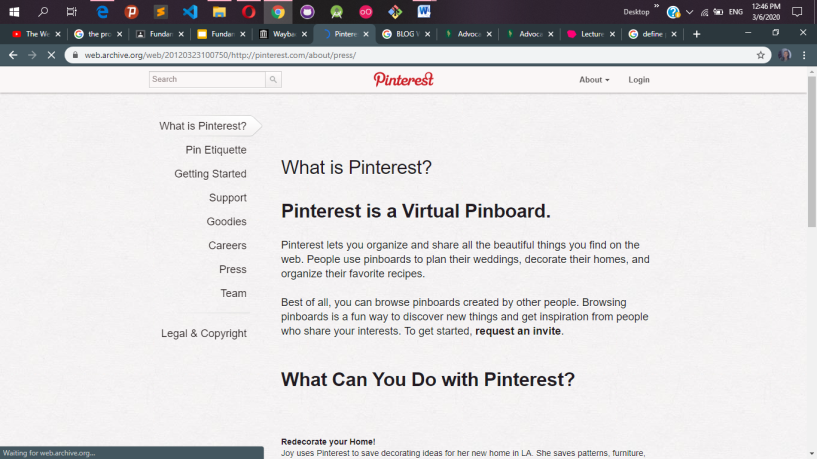 Desktop
»
ENG
12:46 PM
3/6/2020
The We
the pro
Fundar
Fundan
Wayba
Pintere
BLOG V
Advoca
Advoca
Lecture
define
web.archive.org/web/20120323100750/http://pinterest.com/about/press/
Search
Pinterest
About
Login
What is Pinterest?
Pin Etiquette
Getting Started
Support
Goodies
Careers
Press
Team
Legal & Copyright
What is Pinterest?
Pinterest is a Virtual Pinboard.
Pinterest lets you organize and share all the beautiful things you find on the
web. People use pinboards to plan their weddings, decorate their homes, and
organize their favorite recipes.
Best of all, you can browse pinboards created by other people. Browsing
pinboards is a fun way to discover new things and get inspiration from people
who share your interests. To get started, request an invite.
What Can You Do with Pinterest?
Redecorate your Home!
Joy uses Pinterest to save decorating ideas for her new home in LA. She saves patterns, furniture,
Waiting for web.archive.org...